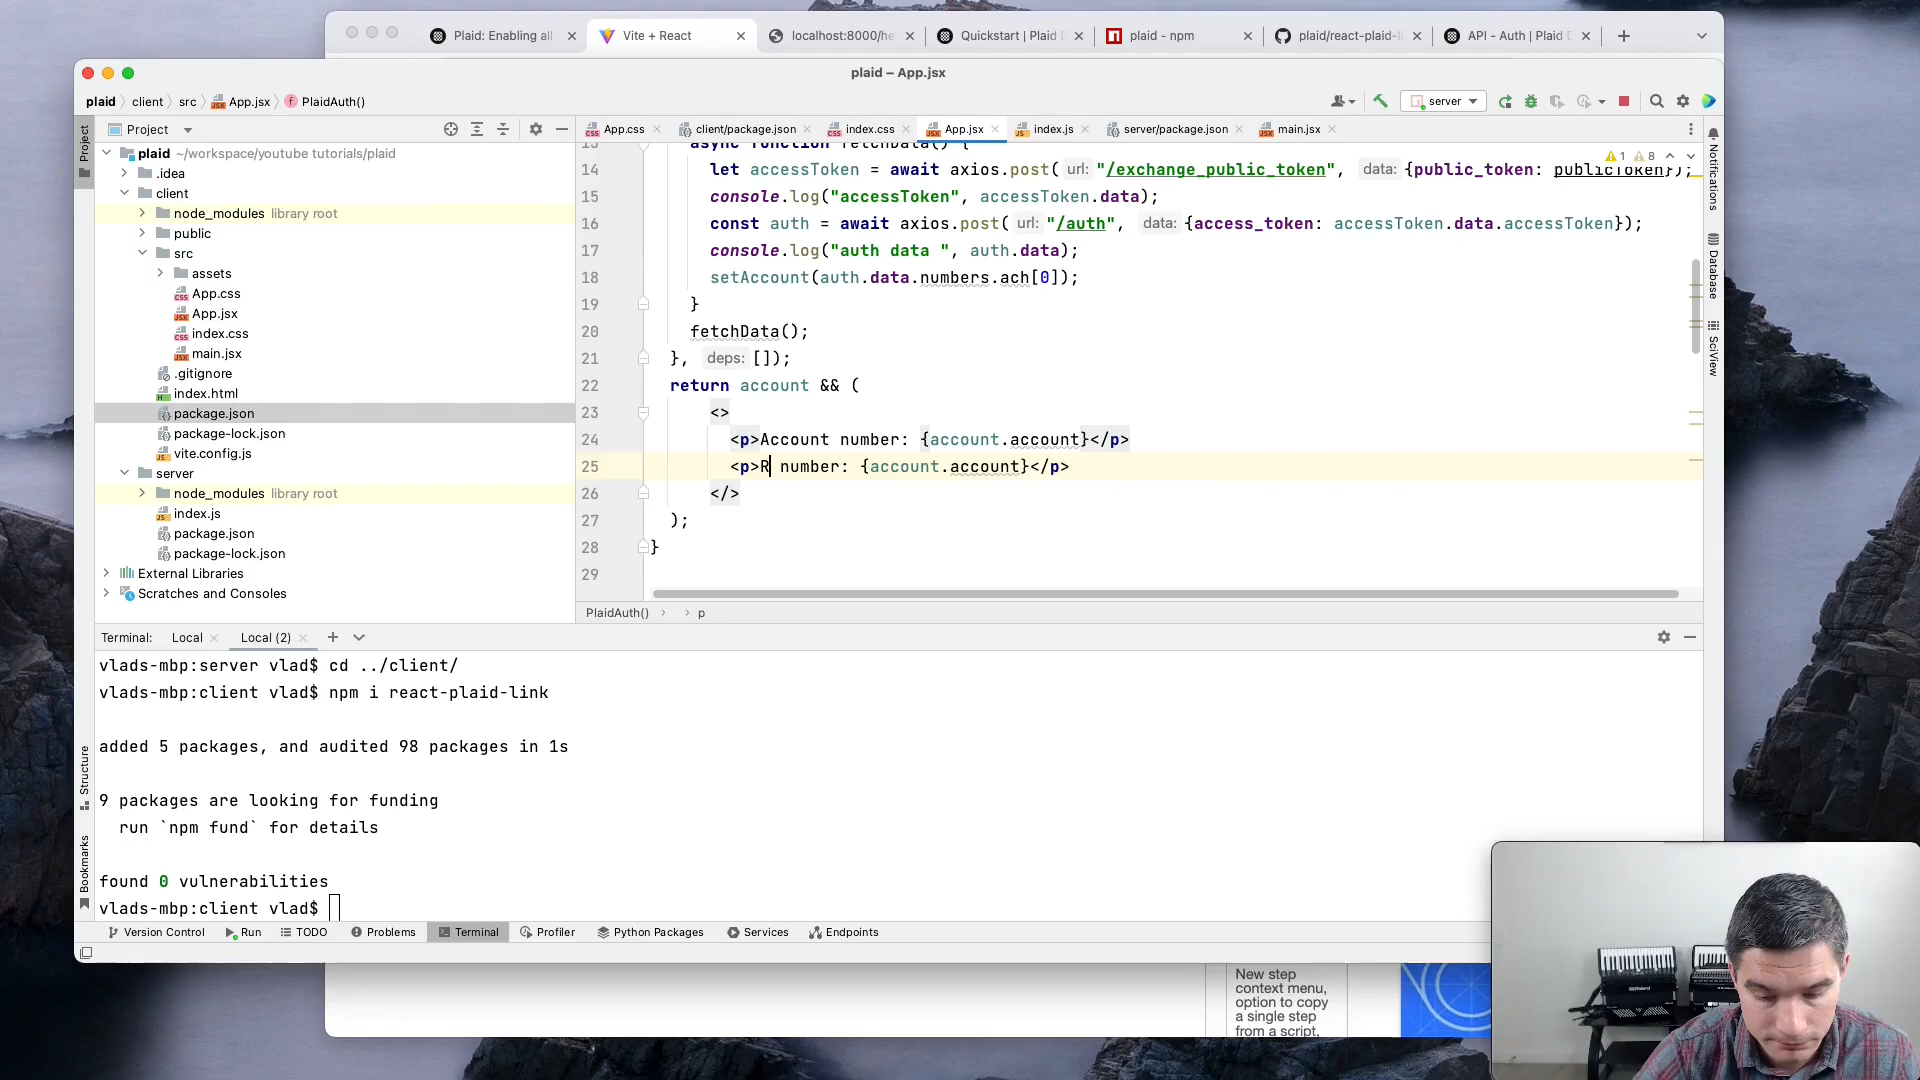 Plaid: Enabling all
Vite + React
localhost:8000/he
Quickstart | Plaid D
plaid - npm
plaid/react-plaid-li
API - Auth | Plaid D
plaid – App.jsx
plaid
client
src
App.jsx
PlaidAuth()
server
Project
App.css
client/package.json
index.css
App.jsx
index.js
server/package.json
main.jsx
Project
plaid ~/workspace/youtube tutorials/plaid
.idea
client
node_modules library root
public
src
assets
App.css
App.jsx
index.css
main.jsx
.gitignore
index.html
package.json
package-lock.json
vite.config.js
server
node_modules library root
index.js
package.json
package-lock.json
External Libraries
Scratches and Consoles
13 async function fetchData() {
14 let accessToken = await axios.post( url: "/exchange_public_token", data: {public_token: publicToken});
15 console.log("accessToken", accessToken.data);
16 const auth = await axios.post( url: "/auth", data: {access_token: accessToken.data.accessToken});
17 console.log("auth data ", auth.data);
18 setAccount(auth.data.numbers.ach[0]);
19 }
20 fetchData();
21 }, deps: []);
22 return account && (
23 <>
24 <p>Account number: {account.account}</p>
25 <p>R number: {account.account}</p>
26 </>
27 );
28 }
29
1 8
Notifications
Database
SciView
PlaidAuth()
p
Terminal: Local Local (2)
vlads-mbp:server vlad$ cd ../client/
vlads-mbp:client vlad$ npm i react-plaid-link
added 5 packages, and audited 98 packages in 1s
9 packages are looking for funding
run `npm fund` for details
found 0 vulnerabilities
vlads-mbp:client vlad$
Structure
Bookmarks
Version Control
Run
TODO
Problems
Terminal
Profiler
Python Packages
Services
Endpoints
New step
context menu,
option to copy
a single step
from a script,
Roland